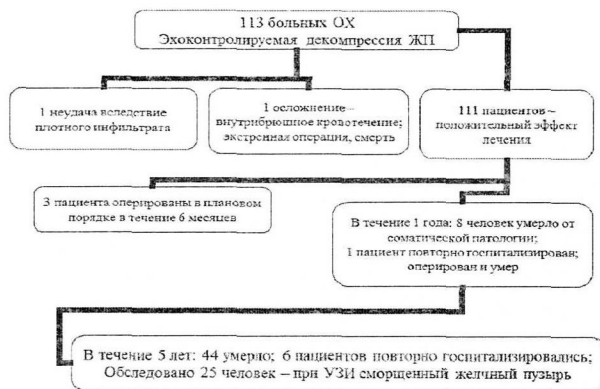 113 больных ОХ
Эхоконтролируемая декомпрессия ЖП
1 неудача вследствие
плотного инфильтрата
1 осложнение –
внутрибрюшное кровотечение;
экстренная операция, смерть
111 пациентов –
положительный эффект
лечения
3 пациента оперированы в плановом
порядке в течение 6 месяцев
В течение 1 года: 8 человек умерло от
соматической патологии;
1 пациент повторно госпитализирован;
оперирован и умер
В течение 5 лет: 44 умерло; 6 пациентов повторно госпитализировались;
Обследовано 25 человек – при УЗИ сморщенный желчный пузырь